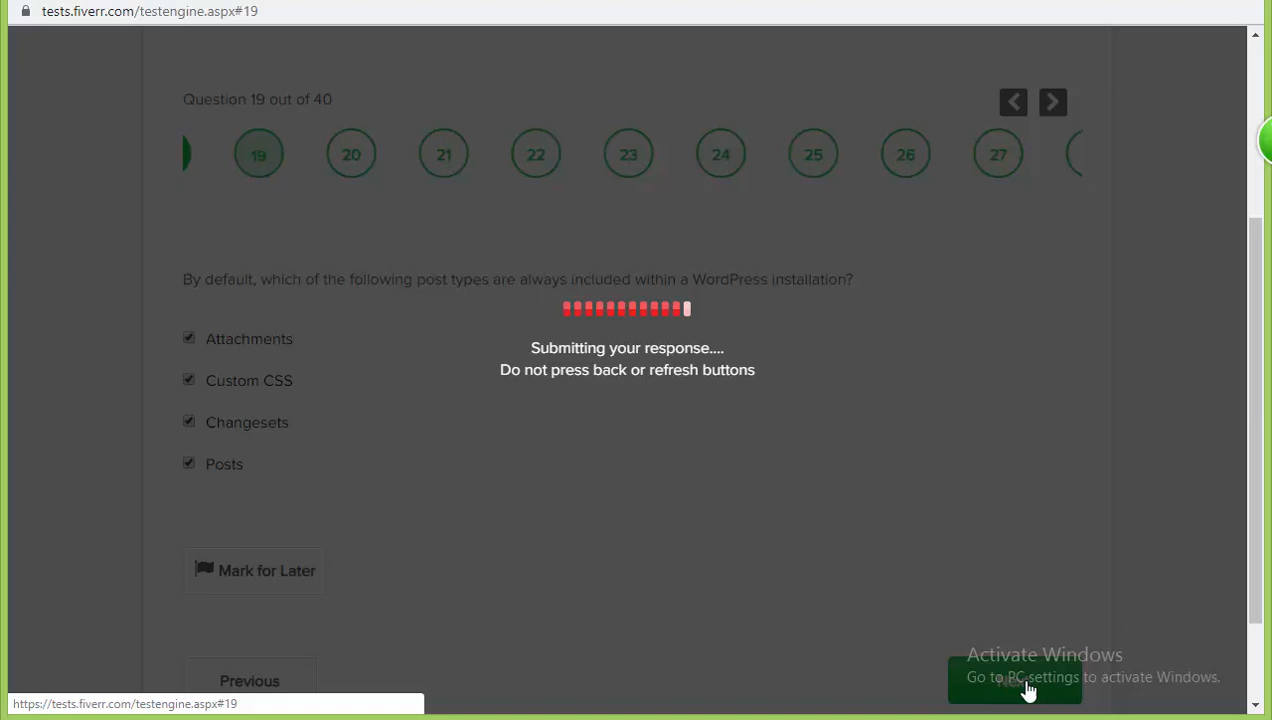 tests.fiverr.com/testengine.aspx#19
Question 19 out of 40
19 20 21 22 23 24 25 26 27
By default, which of the following post types are always included within a WordPress installation?
Attachments
Submitting your response....
Do not press back or refresh buttons
Custom CSS
Changesets
Posts
Mark for Later
Activate Windows
Go to PC settings to activate Windows.
Previous
https://tests.fiverr.com/testengine.aspx#19